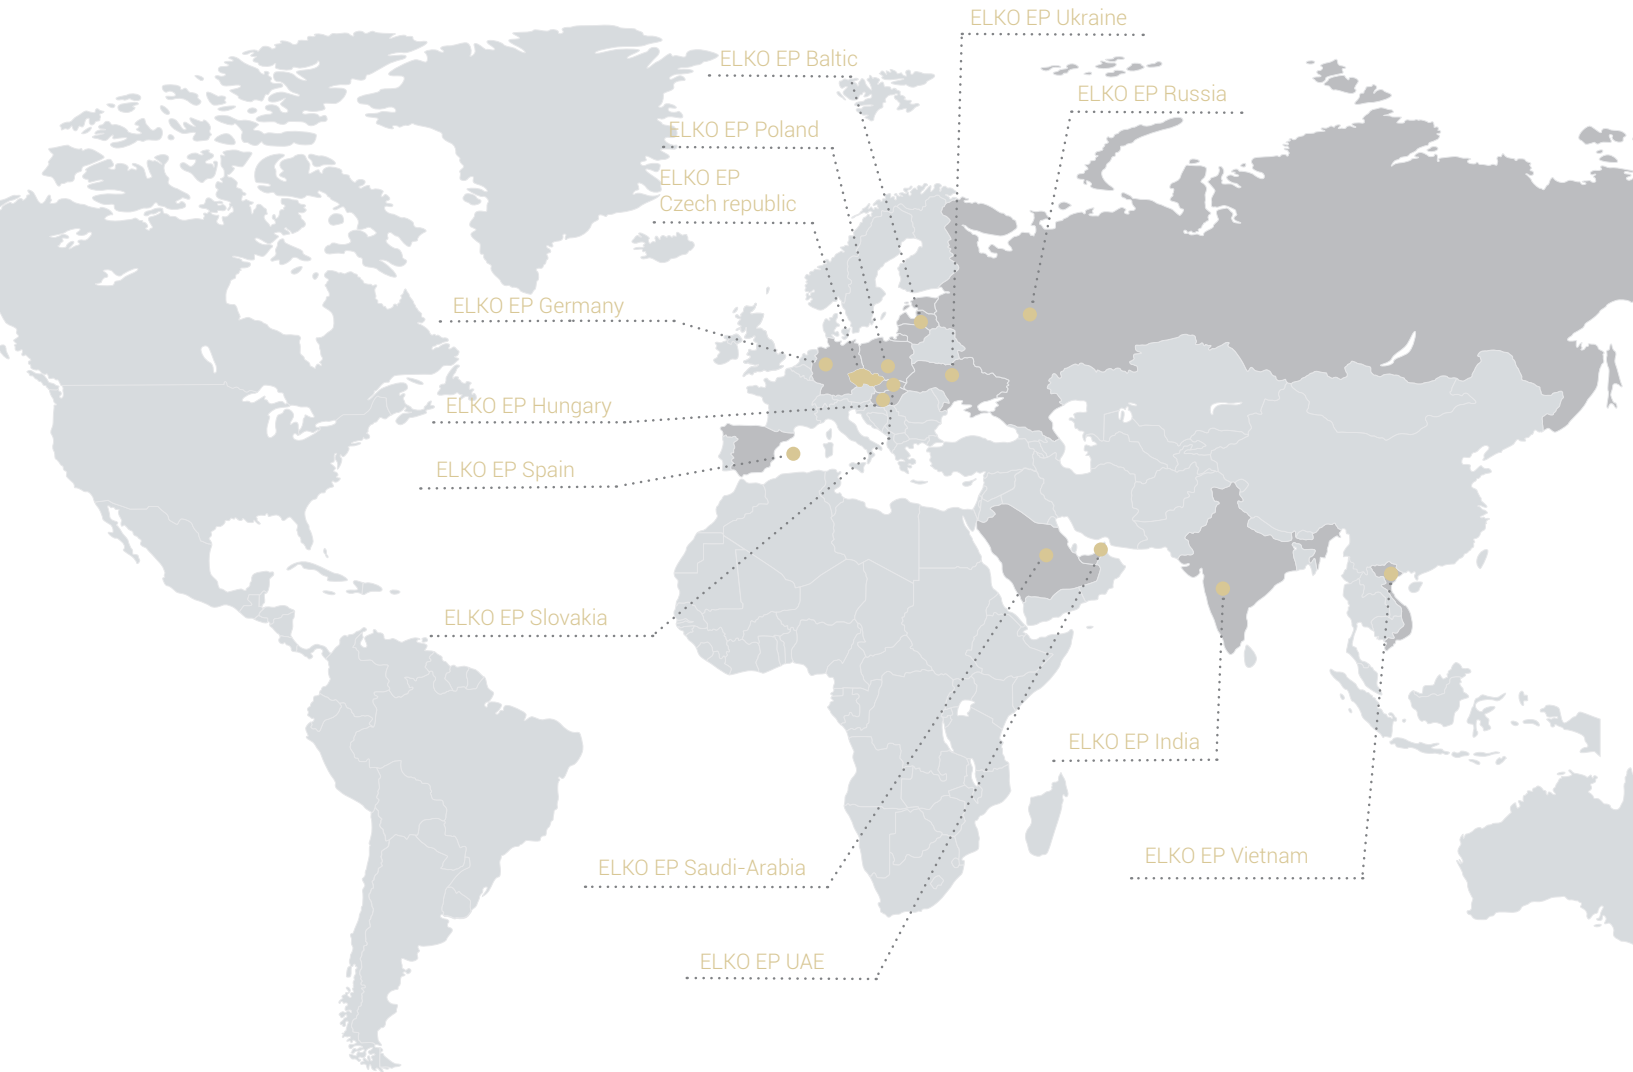 ELKO EP Ukraine
ELKO EP Baltic
ELKO EP Russia
ELKO EP Poland
ELKO EP
Czech republic
ELKO EP Germany
ELKO EP Hungary
ELKO EP Spain
ELKO EP Slovakia
ELKO EP India
ELKO EP Vietnam
ELKO EP Saudi-Arabia
ELKO EP UAE